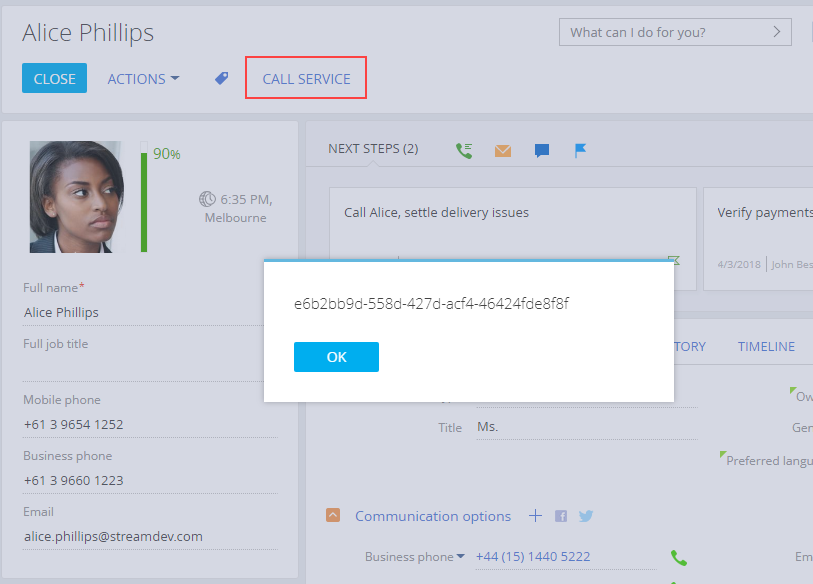 Alice Phillips
What can I do for you?
CLOSE
ACTIONS
CALL SERVICE
90%
6:35 PM,
Melbourne
Full name*
Alice Phillips
Full job title
Mobile phone
+61 3 9654 1252
Business phone
+61 3 9660 1223
Email
alice.phillips@streamdev.com
NEXT STEPS (2)
Call Alice, settle delivery issues
Verify payments
4/3/2018 | John Bes
e6b2bb9d-558d-427d-acf4-46424fde8f8f
OK
TORY
TIMELINE
Ow
Title
Ms.
Gen
Preferred langu
Communication options
Business phone
+44 (15) 1440 5222
Em